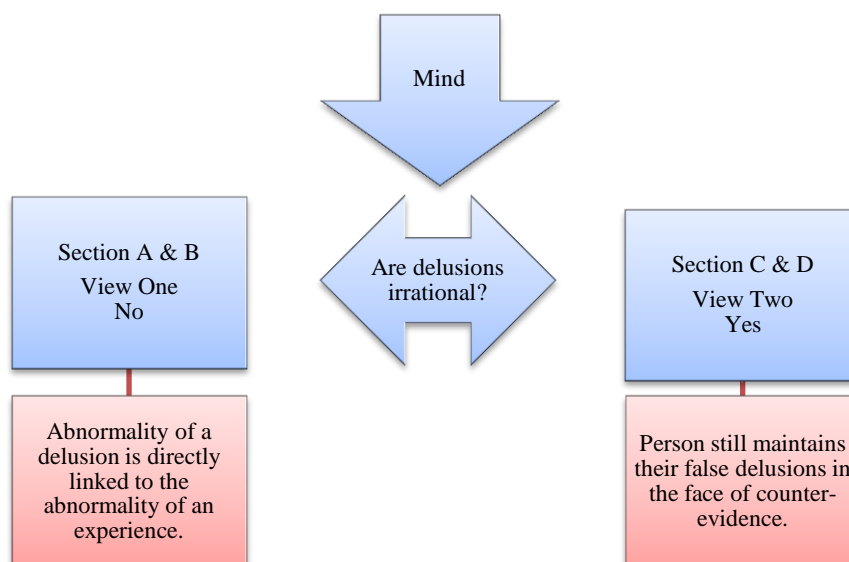 Mind
Are delusions
irrational?
Section A & B
View One
No
Section C & D
View Two
Yes
Abnormality of a
delusion is directly
linked to the
abnormality of an
experience.
Person still maintains
their false delusions in
the face of counter-
evidence.